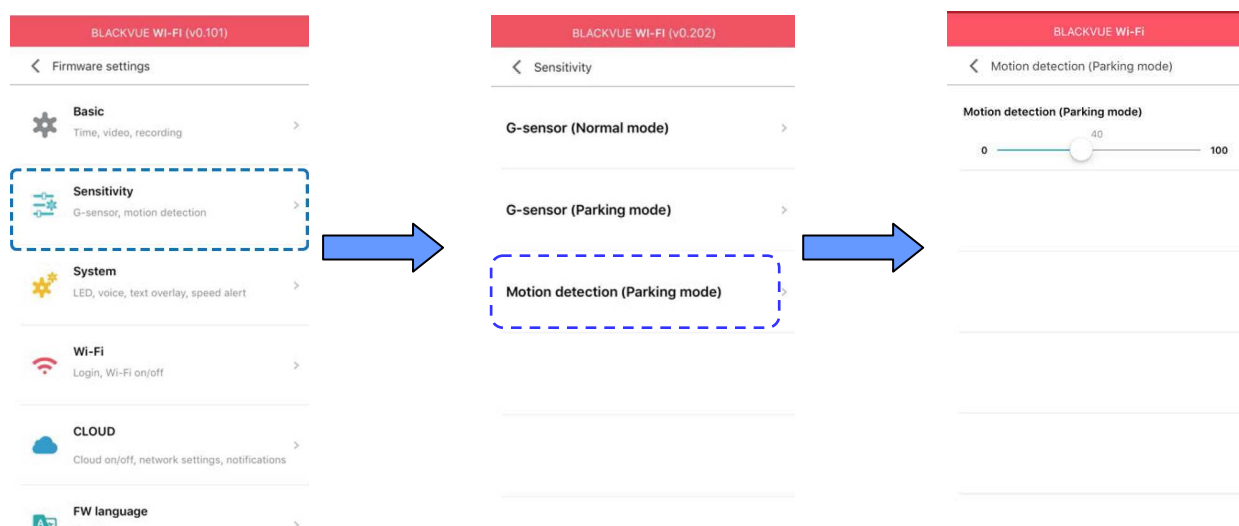 BLACKVUE WI-FI (v0.101)
Firmware settings
Basic
Time, video, recording
Sensitivity
G-sensor, motion detection
System
LED, voice, text overlay, speed alert
Wi-Fi
Login, Wi-Fi on/off
CLOUD
Cloud on/off, network settings, notifications
FW language
BLACKVUE WI-FI (v0.202)
Sensitivity
G-sensor (Normal mode)
G-sensor (Parking mode)
Motion detection (Parking mode)
BLACKVUE Wi-Fi
Motion detection (Parking mode)
Motion detection (Parking mode)
40
0 100